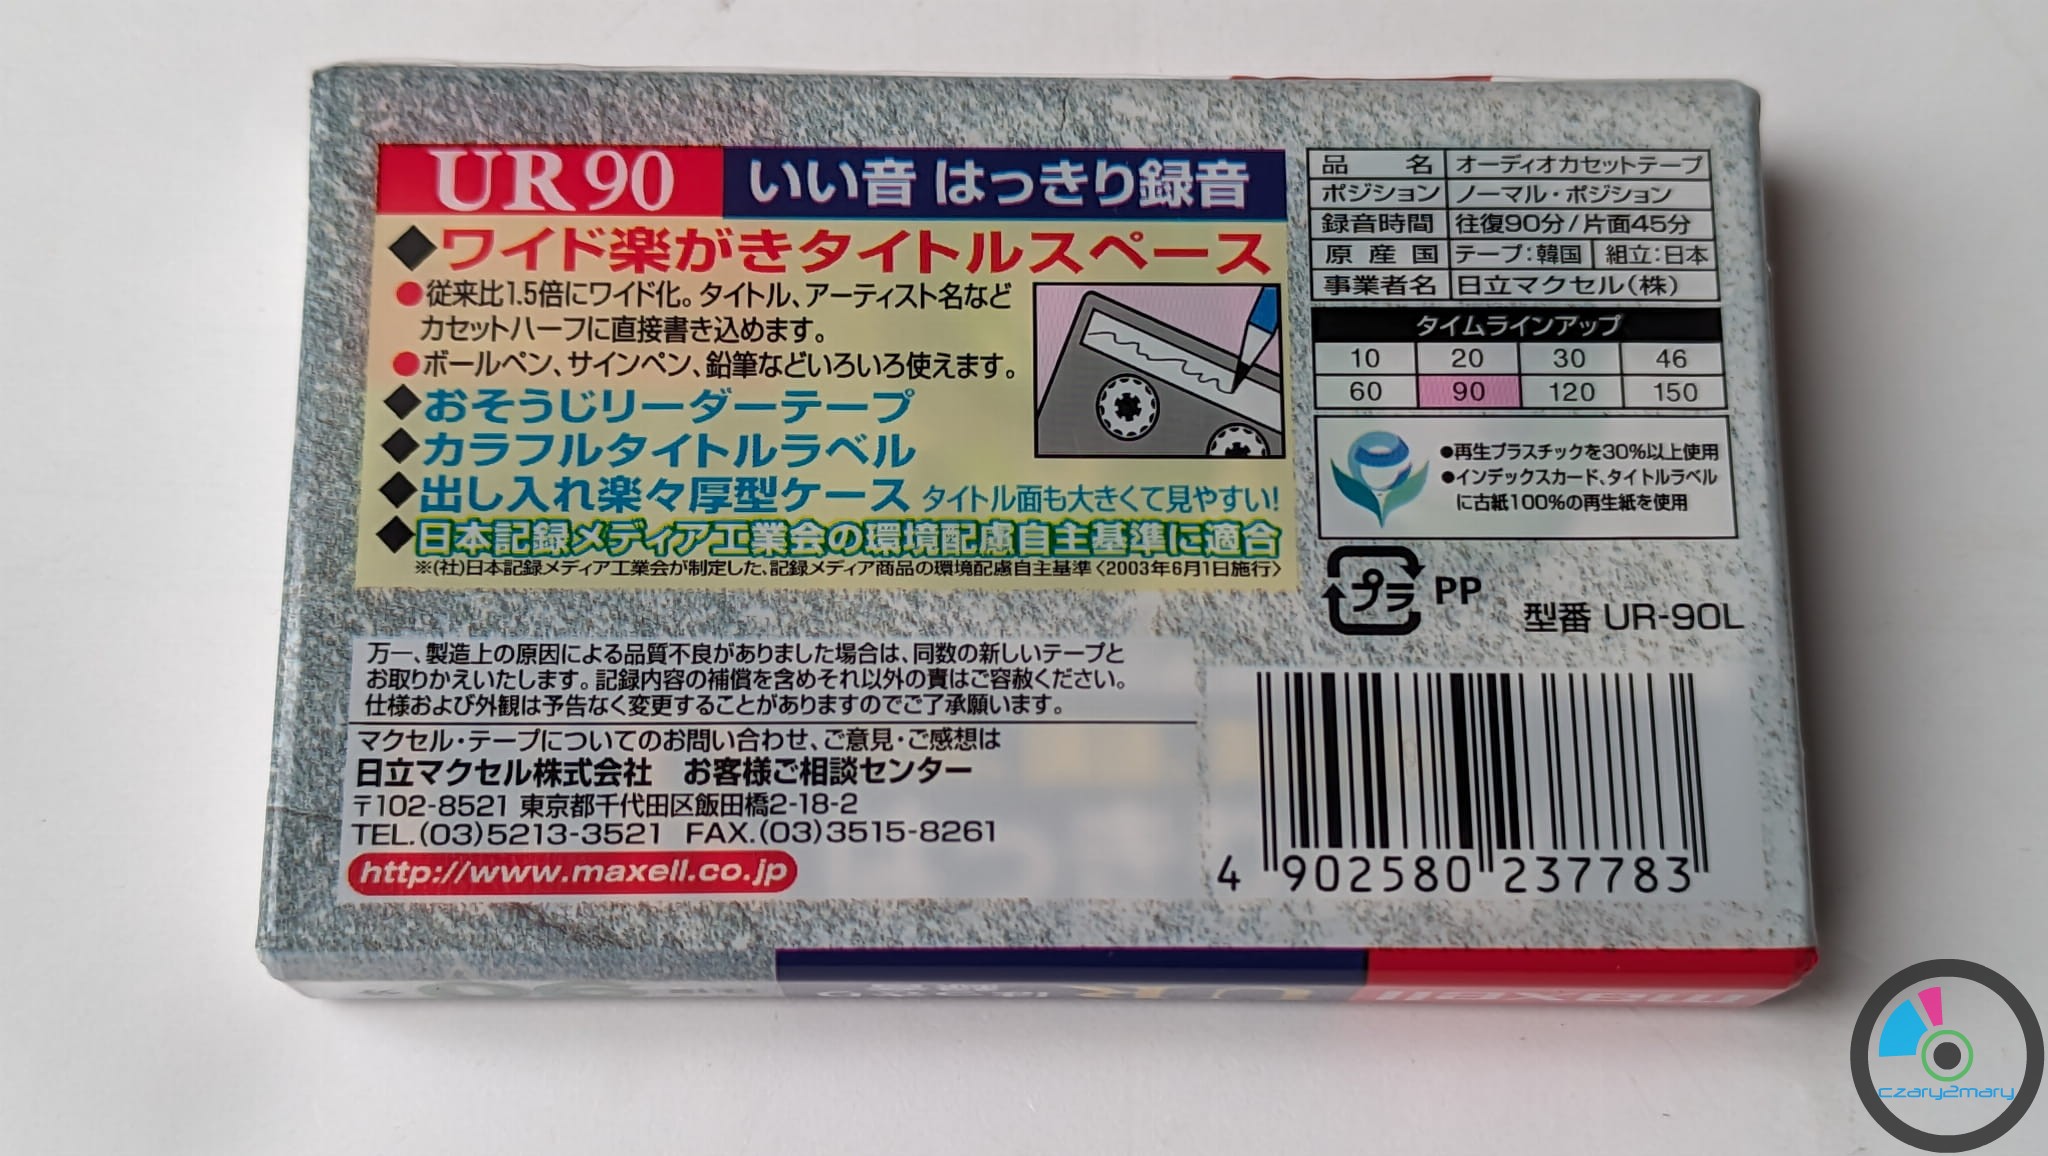 UR90 いい音 はっきり録音
◆ワイド楽がきタイトルスペース
●従来比1.5倍にワイド化。タイトル、アーティスト名など
カセットハーフに直接書き込めます。
●ボールペン、サインペン、鉛筆などいろいろ使えます。
◆おそうじリーダーテープ
◆カラフルタイトルラベル
◆出し入れ楽々厚型ケース タイトル面も大きくて見やすい!
◆日本記録メディア工業会の環境配慮自主基準に適合
※(社)日本記録メディア工業会が制定した、記録メディア商品の環境配慮自主基準〈2003年6月1日施行〉
品名 オーディオカセットテープ
ポジション ノーマル・ポジション
録音時間 往復90分/片面45分
原産国 テープ:韓国 組立:日本
事業者名 日立マクセル(株)
タイムラインアップ
10 20 30 46
60 90 120 150
●再生プラスチックを30%以上使用
●インデックスカード、タイトルラベル
に古紙100%の再生紙を使用
プラ PP
型番 UR-90L
万一、製造上の原因による品質不良がありました場合は、同数の新しいテープと
お取りかえいたします。記録内容の補償を含めそれ以外の責はご容赦ください。
仕様および外観は予告なく変更することがありますのでご了承願います。
マクセル・テープについてのお問い合わせ、ご意見・ご感想は
日立マクセル株式会社 お客様ご相談センター
〒102-8521 東京都千代田区飯田橋2-18-2
TEL.(03)5213-3521 FAX.(03)3515-8261
http://www.maxell.co.jp
4 902580 237783
maxell
czary2mary